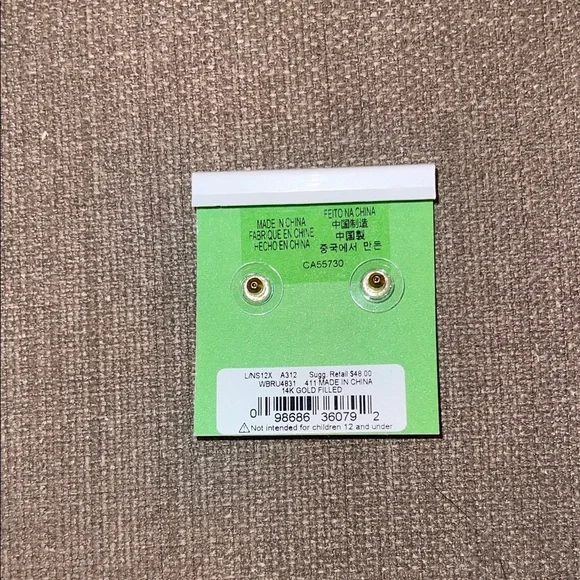 MADE IN CHINA
FABRIQUE EN CHINE
HECHO EN CHINA
FEITO NA CHINA
中国制造
中国製
중국에서 만든
CA55730
L/NS12X A312 Sugg. Retail $48.00
WBRU4831 411 MADE IN CHINA
14K GOLD FILLED
0 98686 36079 2
⚠Not intended for children 12 and under